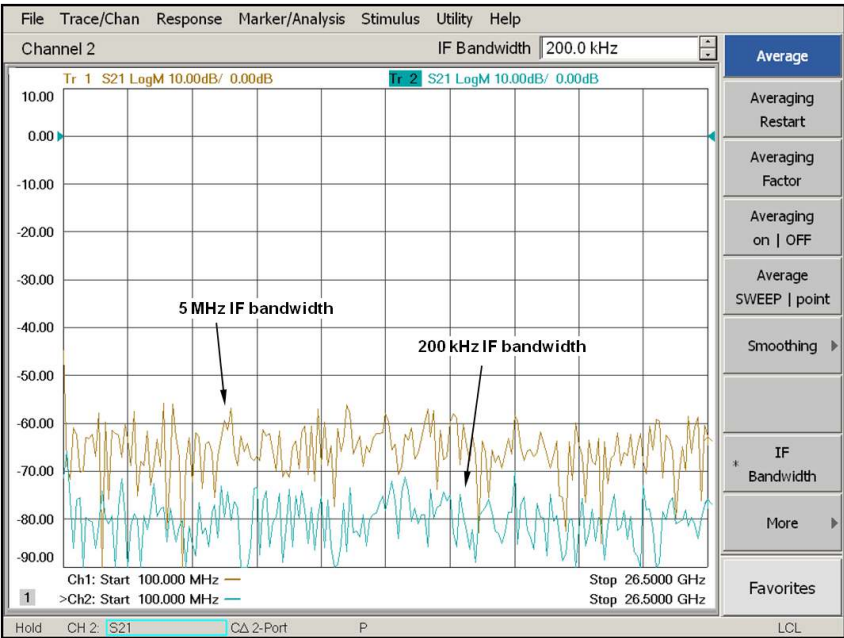 File Trace/Chan Response Marker/Analysis Stimulus Utility Help
Channel 2 IF Bandwidth 200.0 kHz
Tr 1 S21 LogM 10.00dB/ 0.00dB Tr 2 S21 LogM 10.00dB/ 0.00dB
10.00
0.00
-10.00
-20.00
-30.00
-40.00
-50.00
-60.00
-70.00
-80.00
-90.00
5 MHz IF bandwidth
200 kHz IF bandwidth
Ch1: Start 100.000 MHz Stop 26.5000 GHz
1 >Ch2: Start 100.000 MHz Stop 26.5000 GHz
Average
Averaging
Restart
Averaging
Factor
Averaging
on | OFF
Average
SWEEP | point
Smoothing
IF
* Bandwidth
More
Favorites
Hold CH 2: S21 CΔ 2-Port P LCL